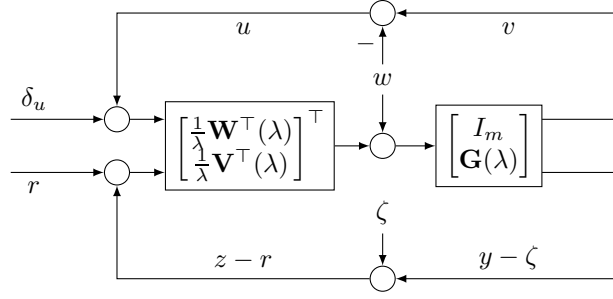 u
v
−
w
δ_u
[ 1/λ W^⊤(λ) ]^⊤
[ 1/λ V^⊤(λ) ]
[ I_m ]
[ G(λ) ]
r
ζ
z − r
y − ζ